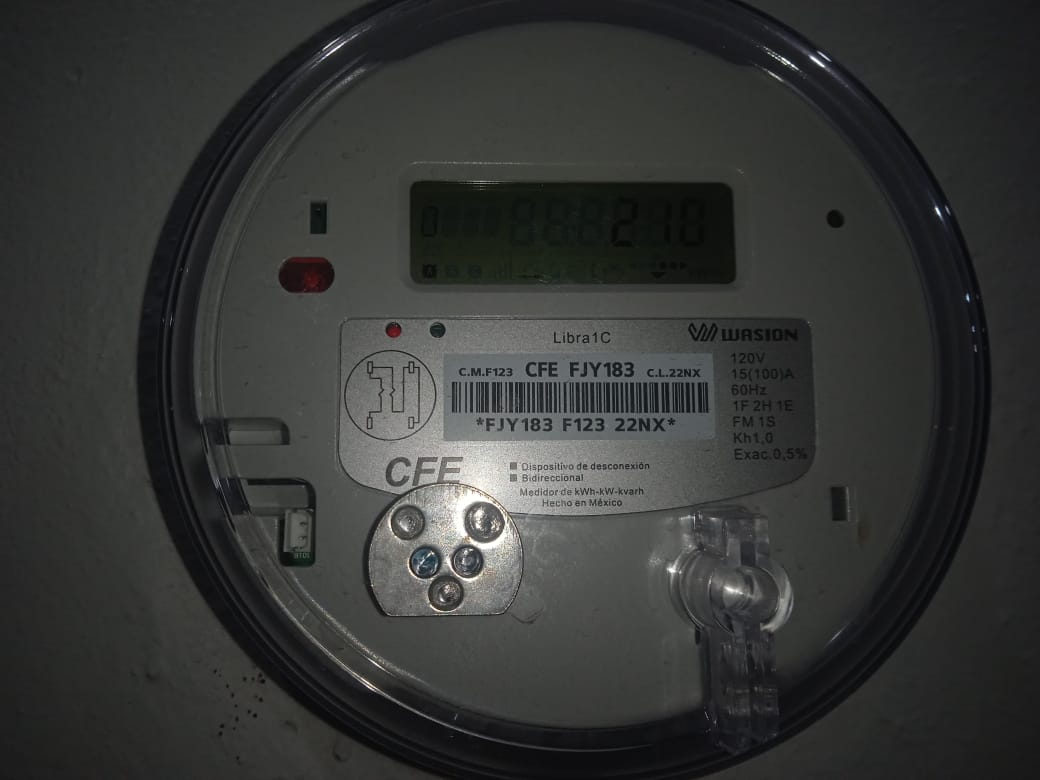 210
Libra1C
WASION
C.M.F123 CFE FJY183 C.L.22NX
*FJY183 F123 22NX*
120V
15(100)A
60Hz
1F 2H 1E
FM 1S
Kh1,0
Exac.0,5%
CFE
Dispositivo de desconexión
Bidireccional
Medidor de kWh-kW-kvarh
Hecho en México